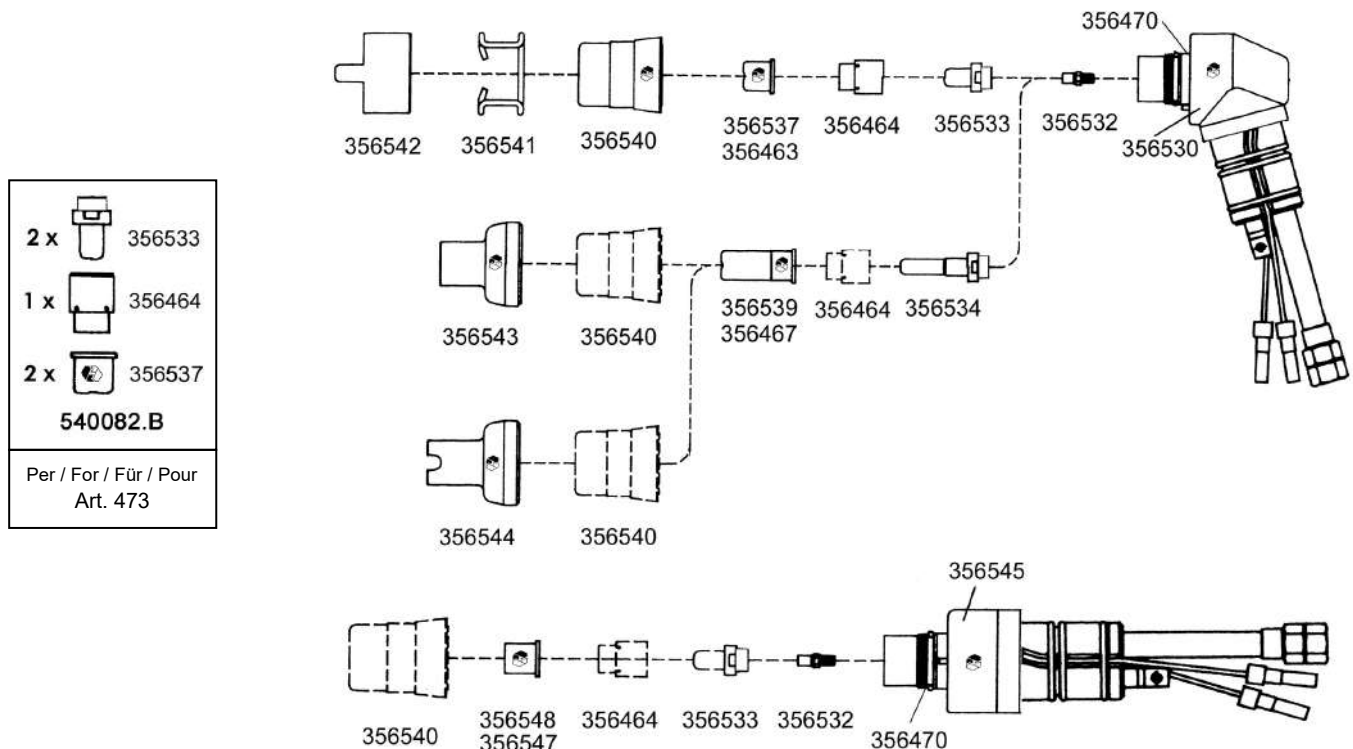 356470
356542 356541 356540 356537 356464 356533 356532 356530
356463
2 x 356533
1 x 356464
2 x 356537
540082.B
Per / For / Für / Pour
Art. 473
356543 356540 356539 356464 356534
356467
356544 356540
356545
356540 356548 356464 356533 356532 356470
356547